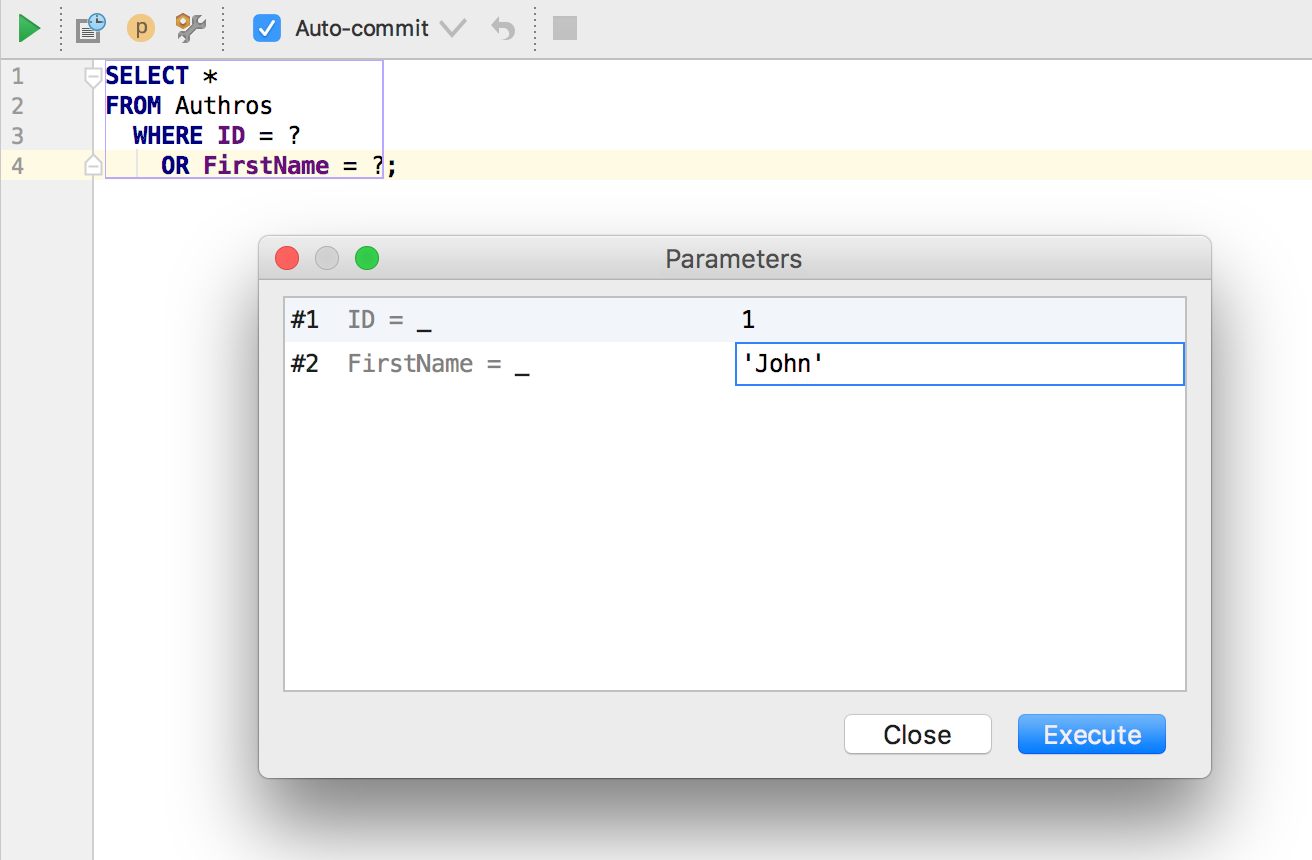 p Auto-commit
1 SELECT *
2 FROM Authros
3 WHERE ID = ?
4 OR FirstName = ?;
Parameters
#1 ID = _ 1
#2 FirstName = _ 'John'
Close Execute